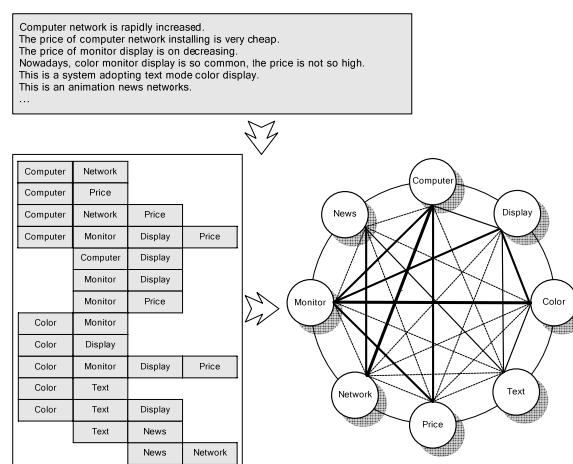 Computer network is rapidly increased.
The price of computer network installing is very cheap.
The price of monitor display is on decreasing.
Nowadays, color monitor display is so common, the price is not so high.
This is a system adopting text mode color display.
This is an animation news networks.
...
Computer Network
Computer Price
Computer Network Price
Computer Monitor Display Price
Computer Display
Monitor Display
Monitor Price
Color Monitor
Color Display
Color Monitor Display Price
Color Text
Color Text Display
Text News
News Network
Computer
News
Display
Monitor
Color
Network
Text
Price